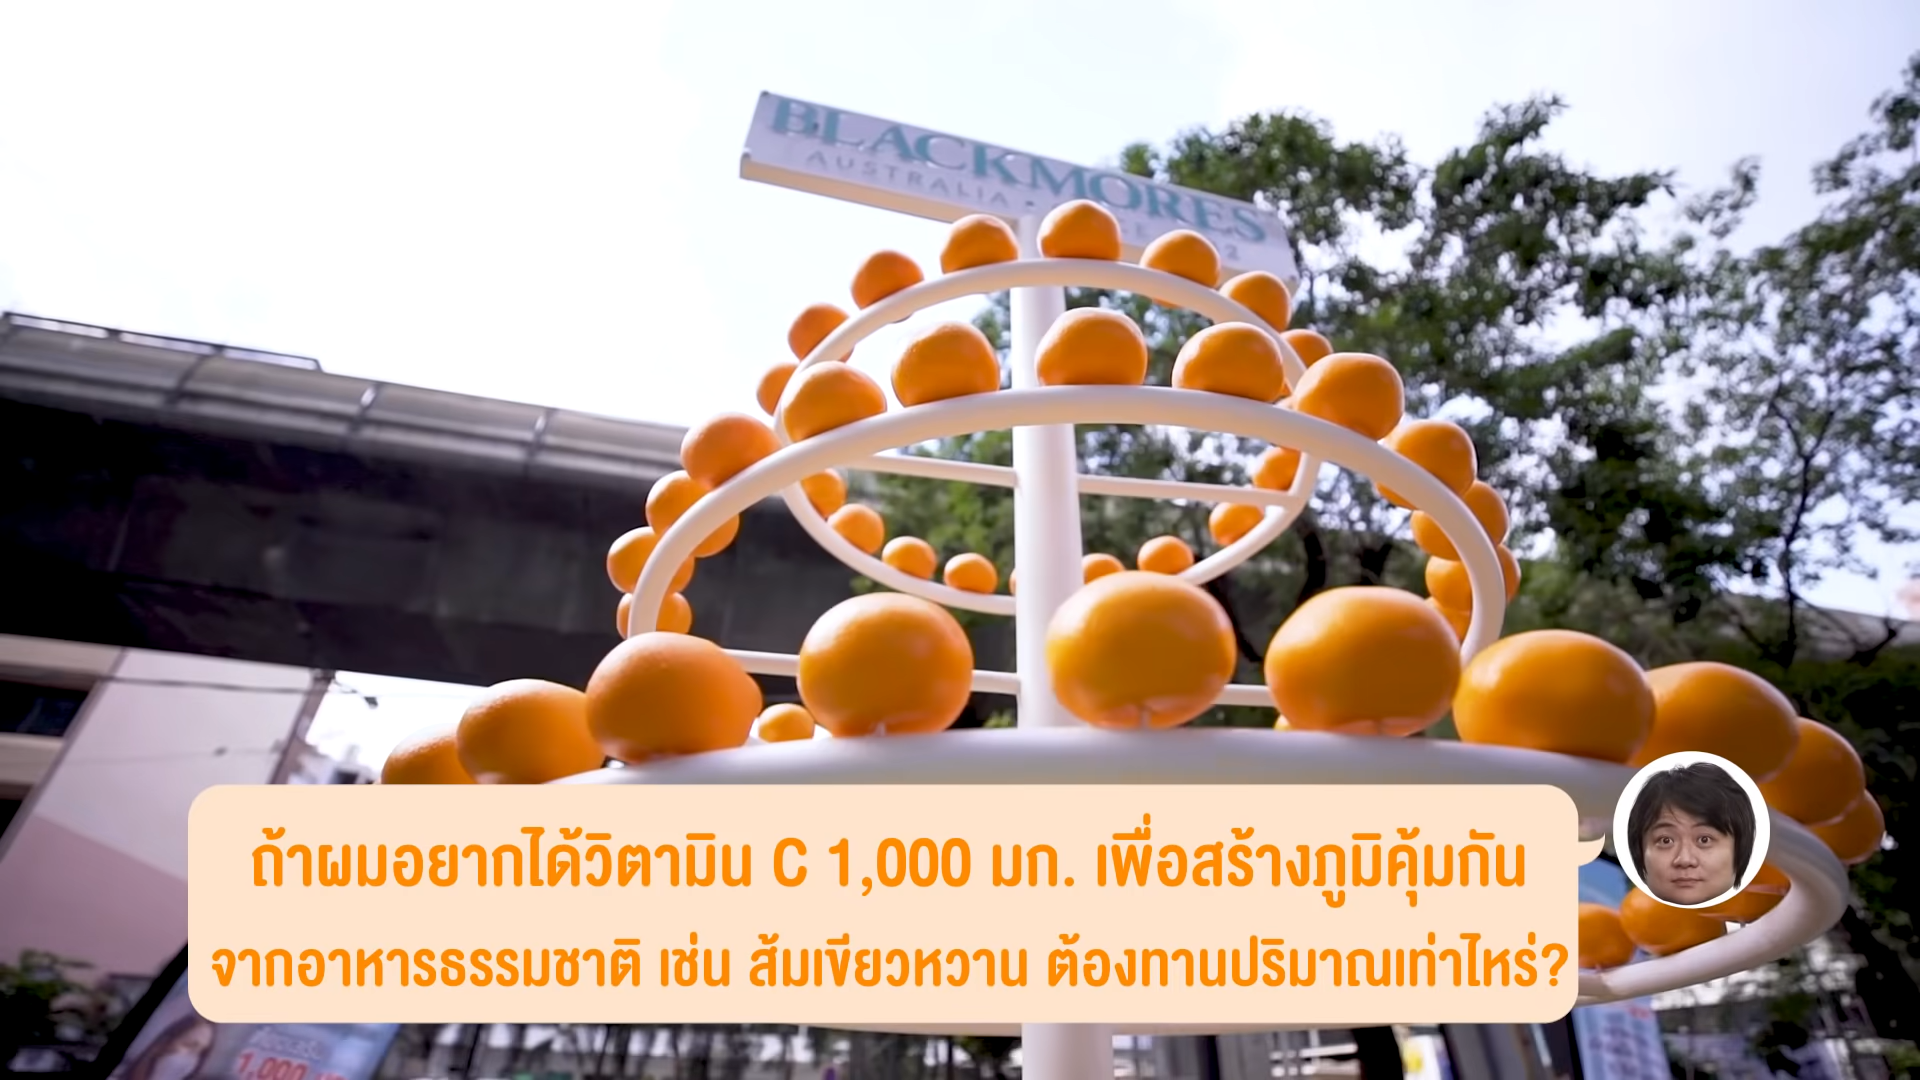 BLACKMORES
AUSTRALIA
ถ้าผมอยากได้วิตามิน C 1,000 มก. เพื่อสร้างภูมิคุ้มกัน
จากอาหารธรรมชาติ เช่น ส้มเขียวหวาน ต้องทานปริมาณเท่าไหร่?
1,000